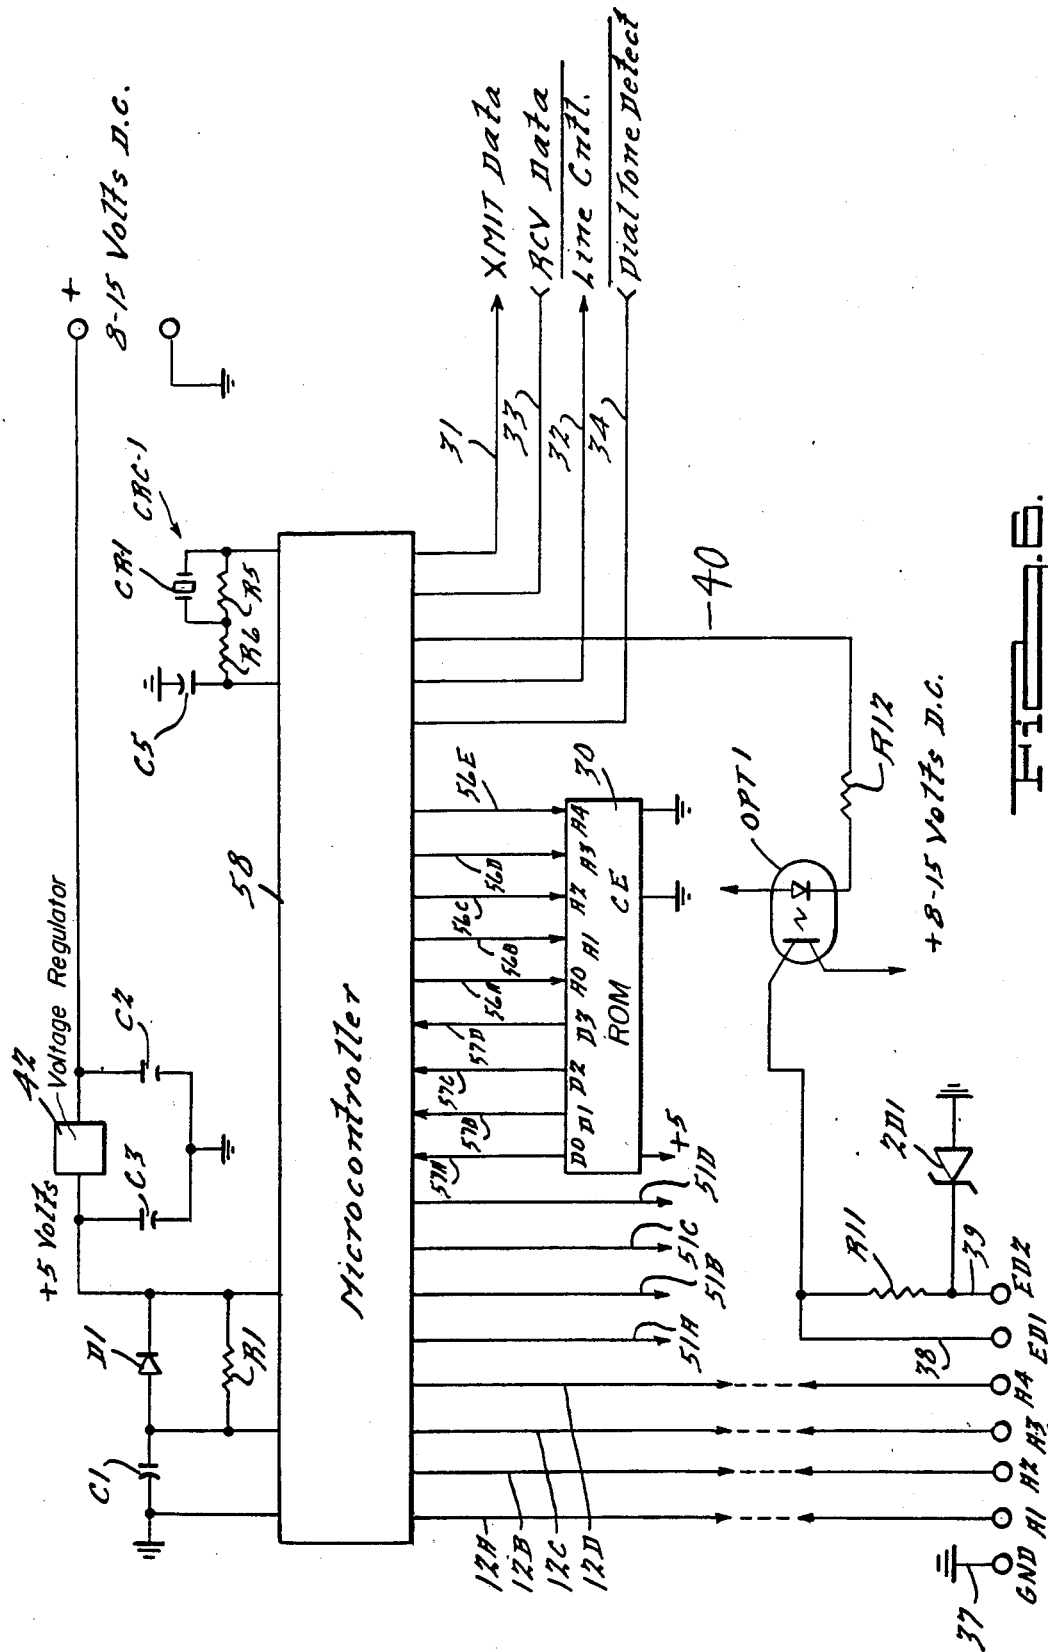 42
Voltage Regulator
+5 Volts
C3
C2
+
8-15 Volts D.C.
D1
R1
C1
C5
CR1
CRC-1
R6
R5
58
Microcontroller
12A
12B
12C
12D
51A
51B
51C
51D
57A
57B
57C
57D
56A
56B
56C
56D
56E
30
D0 D1 D2 D3 A0 A1 A2 A3 A4
ROM
CE
+5
31
XMIT Data
33
RCV Data
32
Line Cntl.
34
Dial Tone Detect
40
OPT1
R12
+8-15 Volts D.C.
R11
2D1
39
38
37
GND
A1
A2
A3
A4
ED1
ED2
Fig. 6.